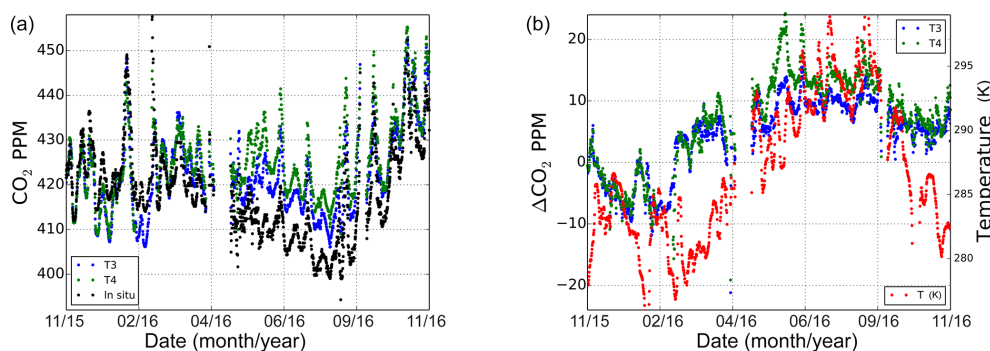 (a)
450
440
430
420
410
400
CO₂ PPM
T3
T4
In situ
11/15 02/16 04/16 06/16 09/16 11/16
Date (month/year)
(b)
20
10
0
−10
−20
ΔCO₂ PPM
T3
T4
295
290
285
280
Temperature (K)
T (K)
11/15 02/16 04/16 06/16 09/16 11/16
Date (month/year)